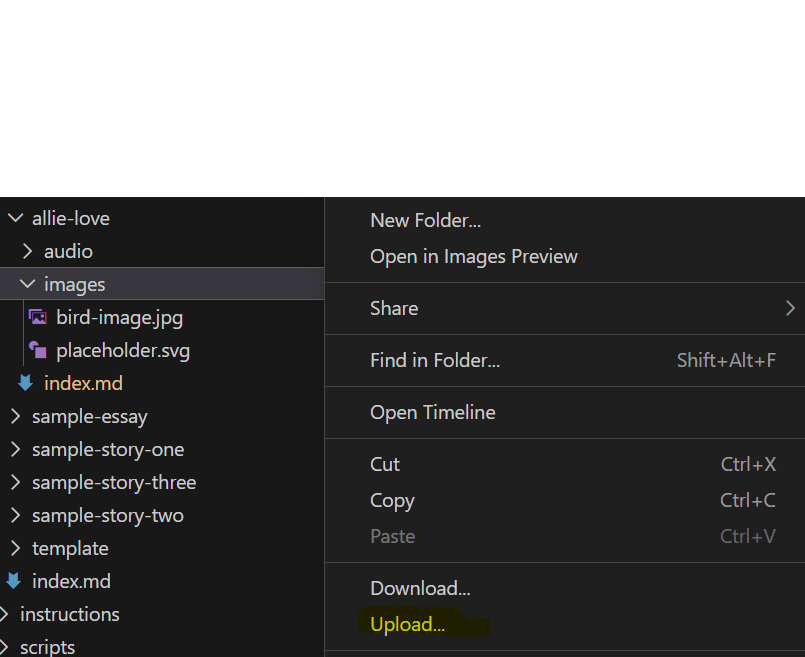 allie-love
audio
images
bird-image.jpg
placeholder.svg
index.md
sample-essay
sample-story-one
sample-story-three
sample-story-two
template
index.md
instructions
scripts
New Folder...
Open in Images Preview
Share
Find in Folder... Shift+Alt+F
Open Timeline
Cut Ctrl+X
Copy Ctrl+C
Paste Ctrl+V
Download...
Upload...